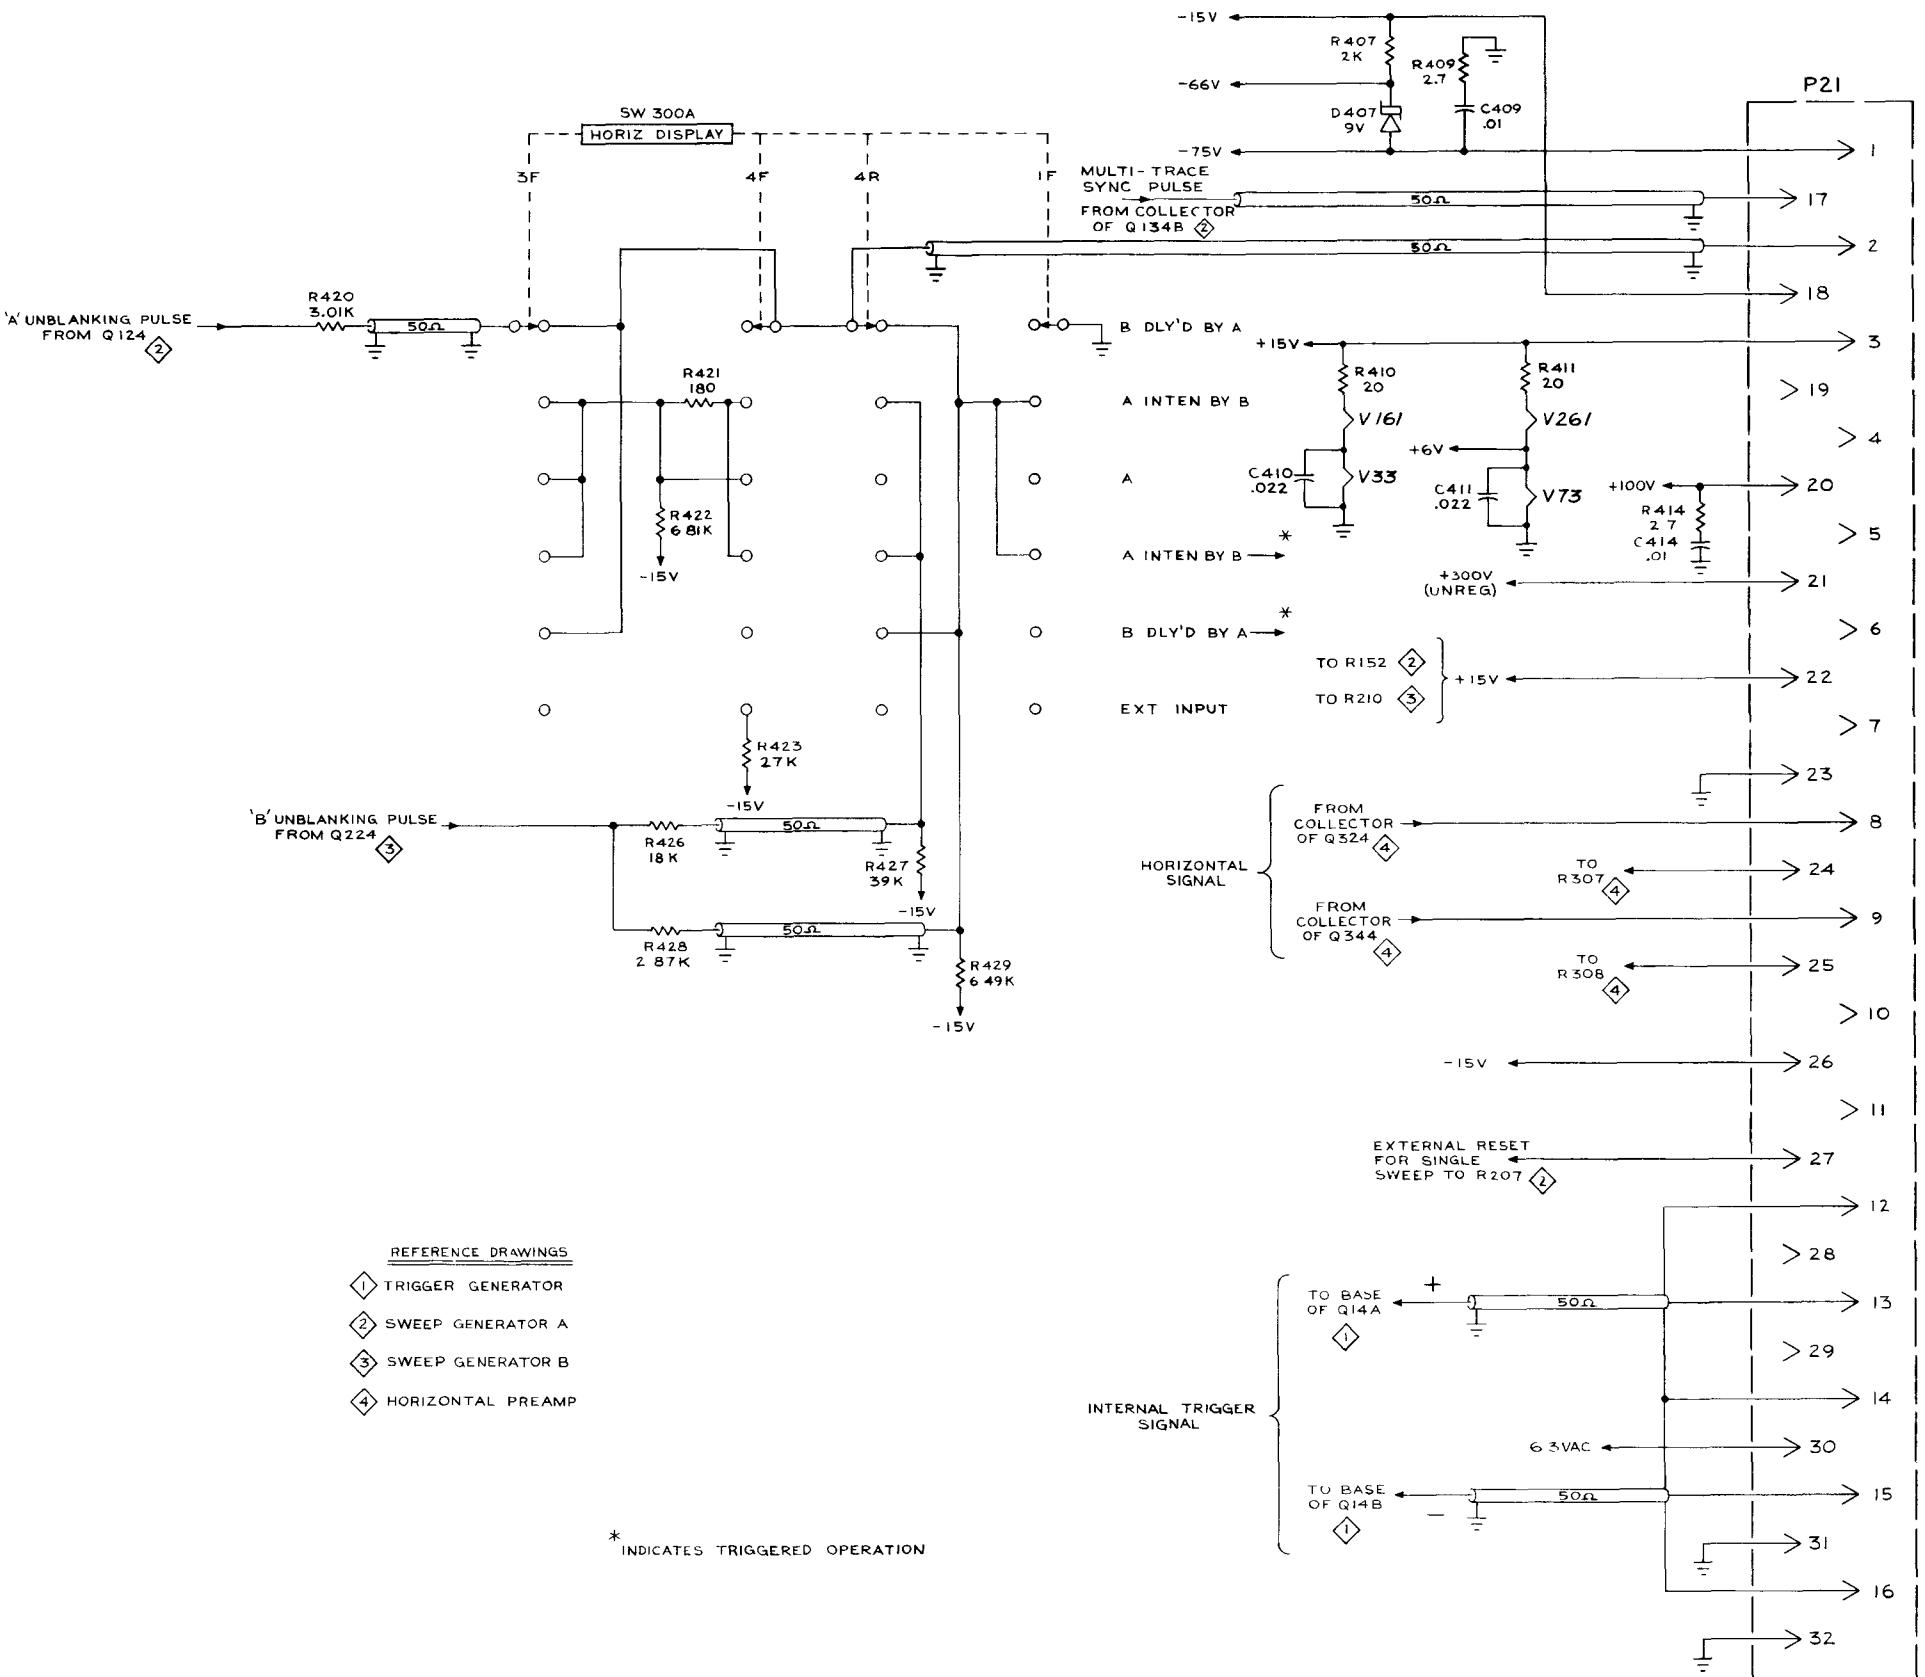 -15V
R407
2K
R409
2.7
-66V
P21
SW 300A
HORIZ DISPLAY
D407
9V
C409
.01
-75V
1
3F
4F
4R
1F
MULTI-TRACE
SYNC PULSE
FROM COLLECTOR
OF Q134B 2
50Ω
17
50Ω
2
18
'A' UNBLANKING PULSE
FROM Q124
2
R420
3.01K
50Ω
B DLY'D BY A
+15V
3
R410
20
R411
20
R421
180
A INTEN BY B
19
V161
V261
4
+6V
A
C410
.022
V33
C411
.022
V73
+100V
20
R422
6 81K
-15V
R414
2 7
C414
.01
5
A INTEN BY B
*
+300V
(UNREG)
21
B DLY'D BY A
*
6
TO R152 2
TO R210 3
+15V
22
EXT INPUT
7
R423
27K
-15V
23
'B' UNBLANKING PULSE
FROM Q224
3
R426
18K
50Ω
R427
39K
-15V
HORIZONTAL
SIGNAL
FROM
COLLECTOR
OF Q324
4
8
TO
R307
4
24
R428
2 87K
50Ω
FROM
COLLECTOR
OF Q344
4
9
R429
6 49K
-15V
TO
R308
4
25
10
-15V
26
11
EXTERNAL RESET
FOR SINGLE
SWEEP TO R207
2
27
12
REFERENCE DRAWINGS
1 TRIGGER GENERATOR
2 SWEEP GENERATOR A
3 SWEEP GENERATOR B
4 HORIZONTAL PREAMP
28
INTERNAL TRIGGER
SIGNAL
TO BASE
OF Q14A
1
+
50Ω
13
29
14
6 3VAC
30
TO BASE
OF Q14B
1
−
50Ω
15
31
* INDICATES TRIGGERED OPERATION
16
32